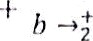 + b →₂⁺